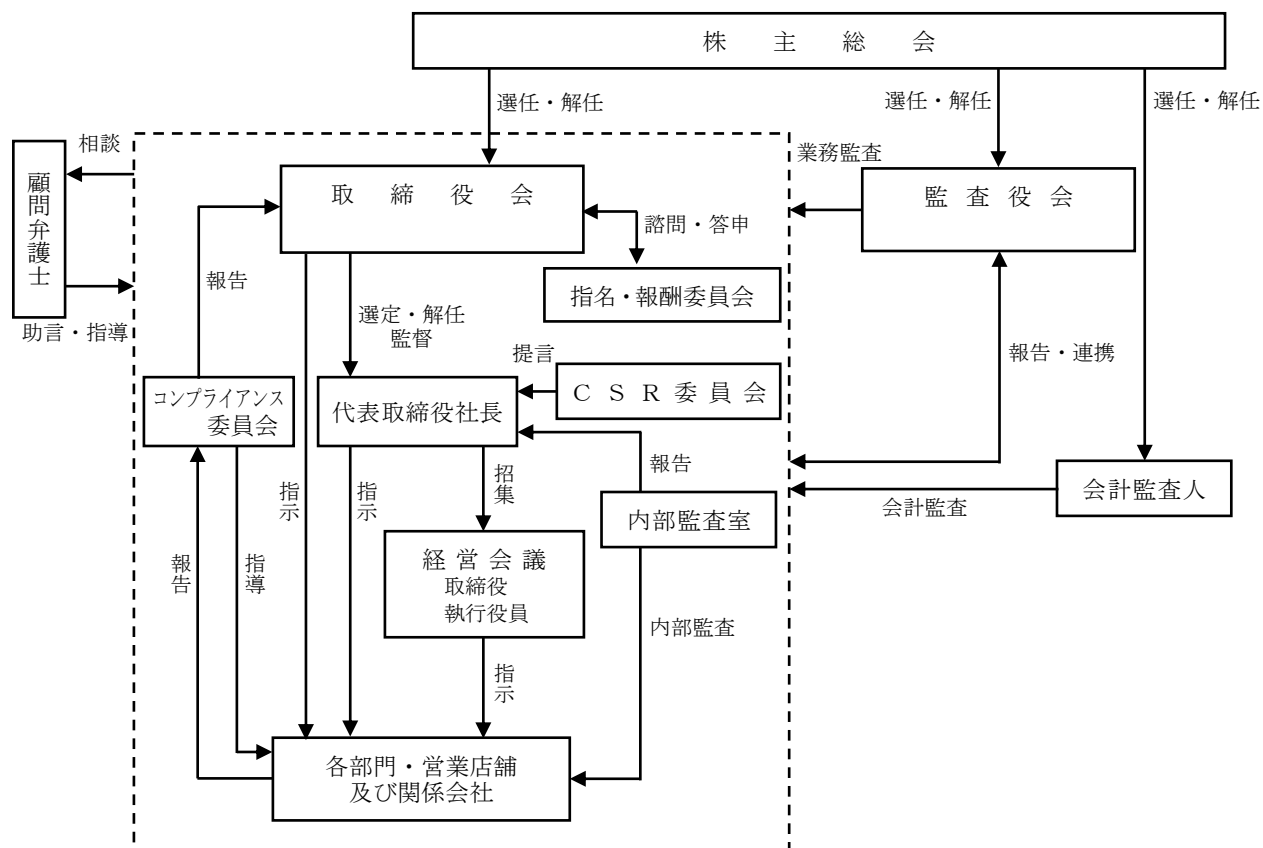 株主総会
選任・解任
選任・解任
選任・解任
相談
顧問弁護士
助言・指導
業務監査
取締役会
監査役会
諮問・答申
報告
指名・報酬委員会
選定・解任
監督
提言
CSR委員会
報告・連携
コンプライアンス
委員会
代表取締役社長
報告
指示
指示
招集
内部監査室
会計監査
会計監査人
経営会議
取締役
執行役員
報告
指導
内部監査
指示
各部門・営業店舗
及び関係会社